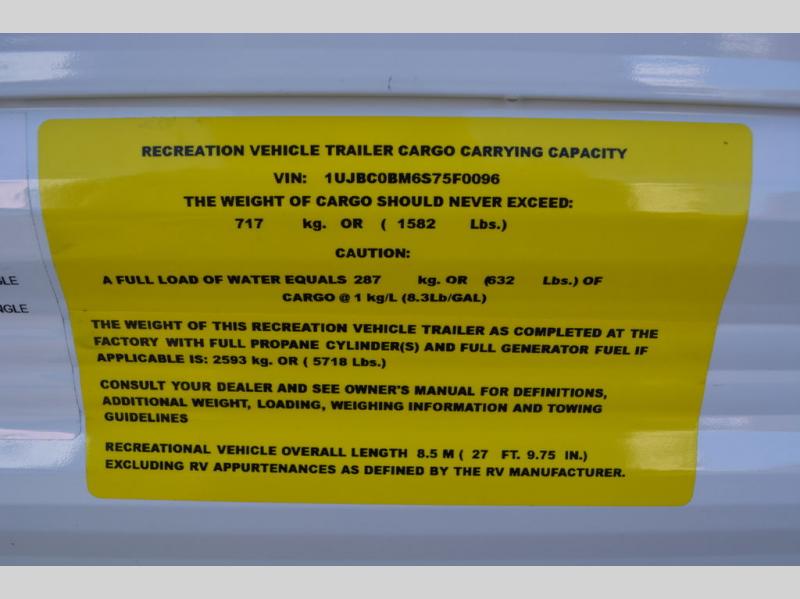 RECREATION VEHICLE TRAILER CARGO CARRYING CAPACITY
VIN: 1UJBC0BM6S75F0096
THE WEIGHT OF CARGO SHOULD NEVER EXCEED:
717 kg. OR ( 1582 Lbs.)
CAUTION:
A FULL LOAD OF WATER EQUALS 287 kg. OR (632 Lbs.) OF
CARGO @ 1 kg/L (8.3Lb/GAL)
THE WEIGHT OF THIS RECREATION VEHICLE TRAILER AS COMPLETED AT THE
FACTORY WITH FULL PROPANE CYLINDER(S) AND FULL GENERATOR FUEL IF
APPLICABLE IS: 2593 kg. OR ( 5718 Lbs.)
CONSULT YOUR DEALER AND SEE OWNER'S MANUAL FOR DEFINITIONS,
ADDITIONAL WEIGHT, LOADING, WEIGHING INFORMATION AND TOWING
GUIDELINES
RECREATIONAL VEHICLE OVERALL LENGTH 8.5 M ( 27 FT. 9.75 IN.)
EXCLUDING RV APPURTENANCES AS DEFINED BY THE RV MANUFACTURER.